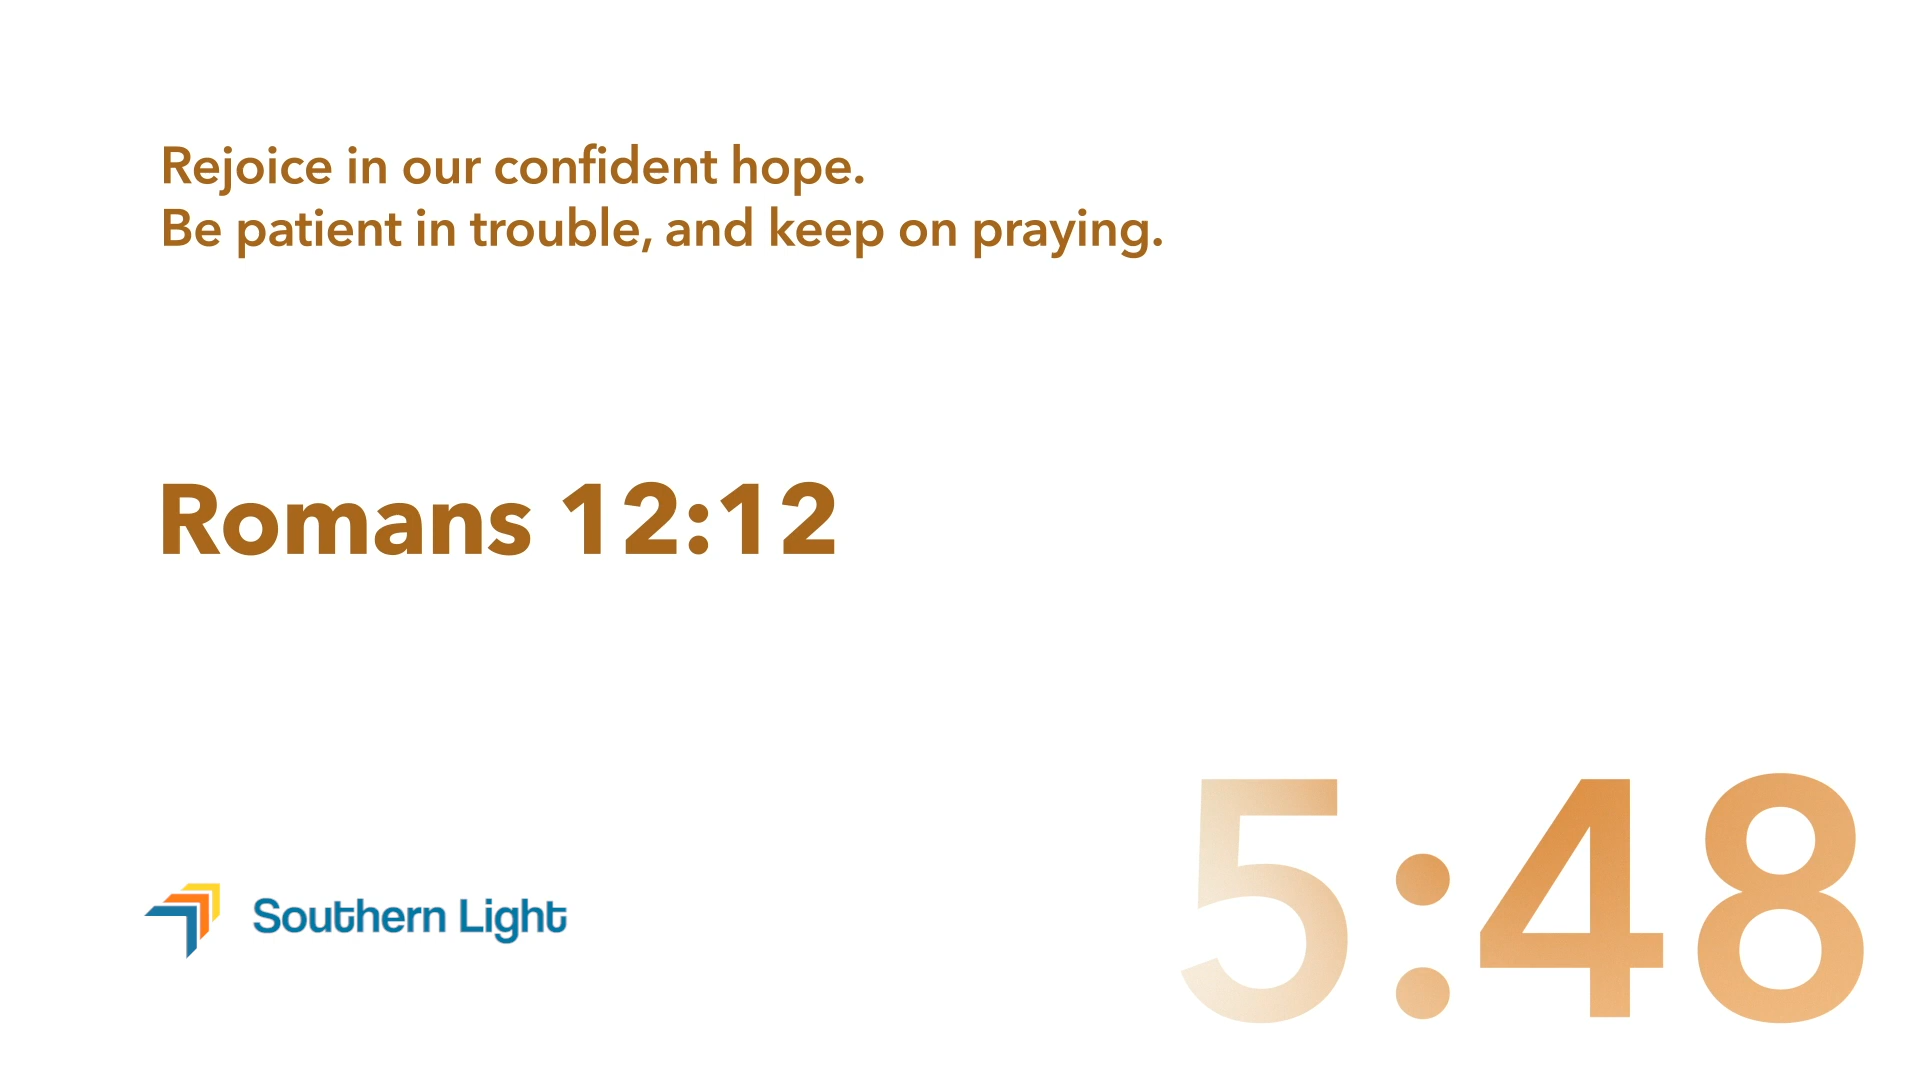 Rejoice in our confident hope.
Be patient in trouble, and keep on praying.
Romans 12:12
Southern Light
5:48